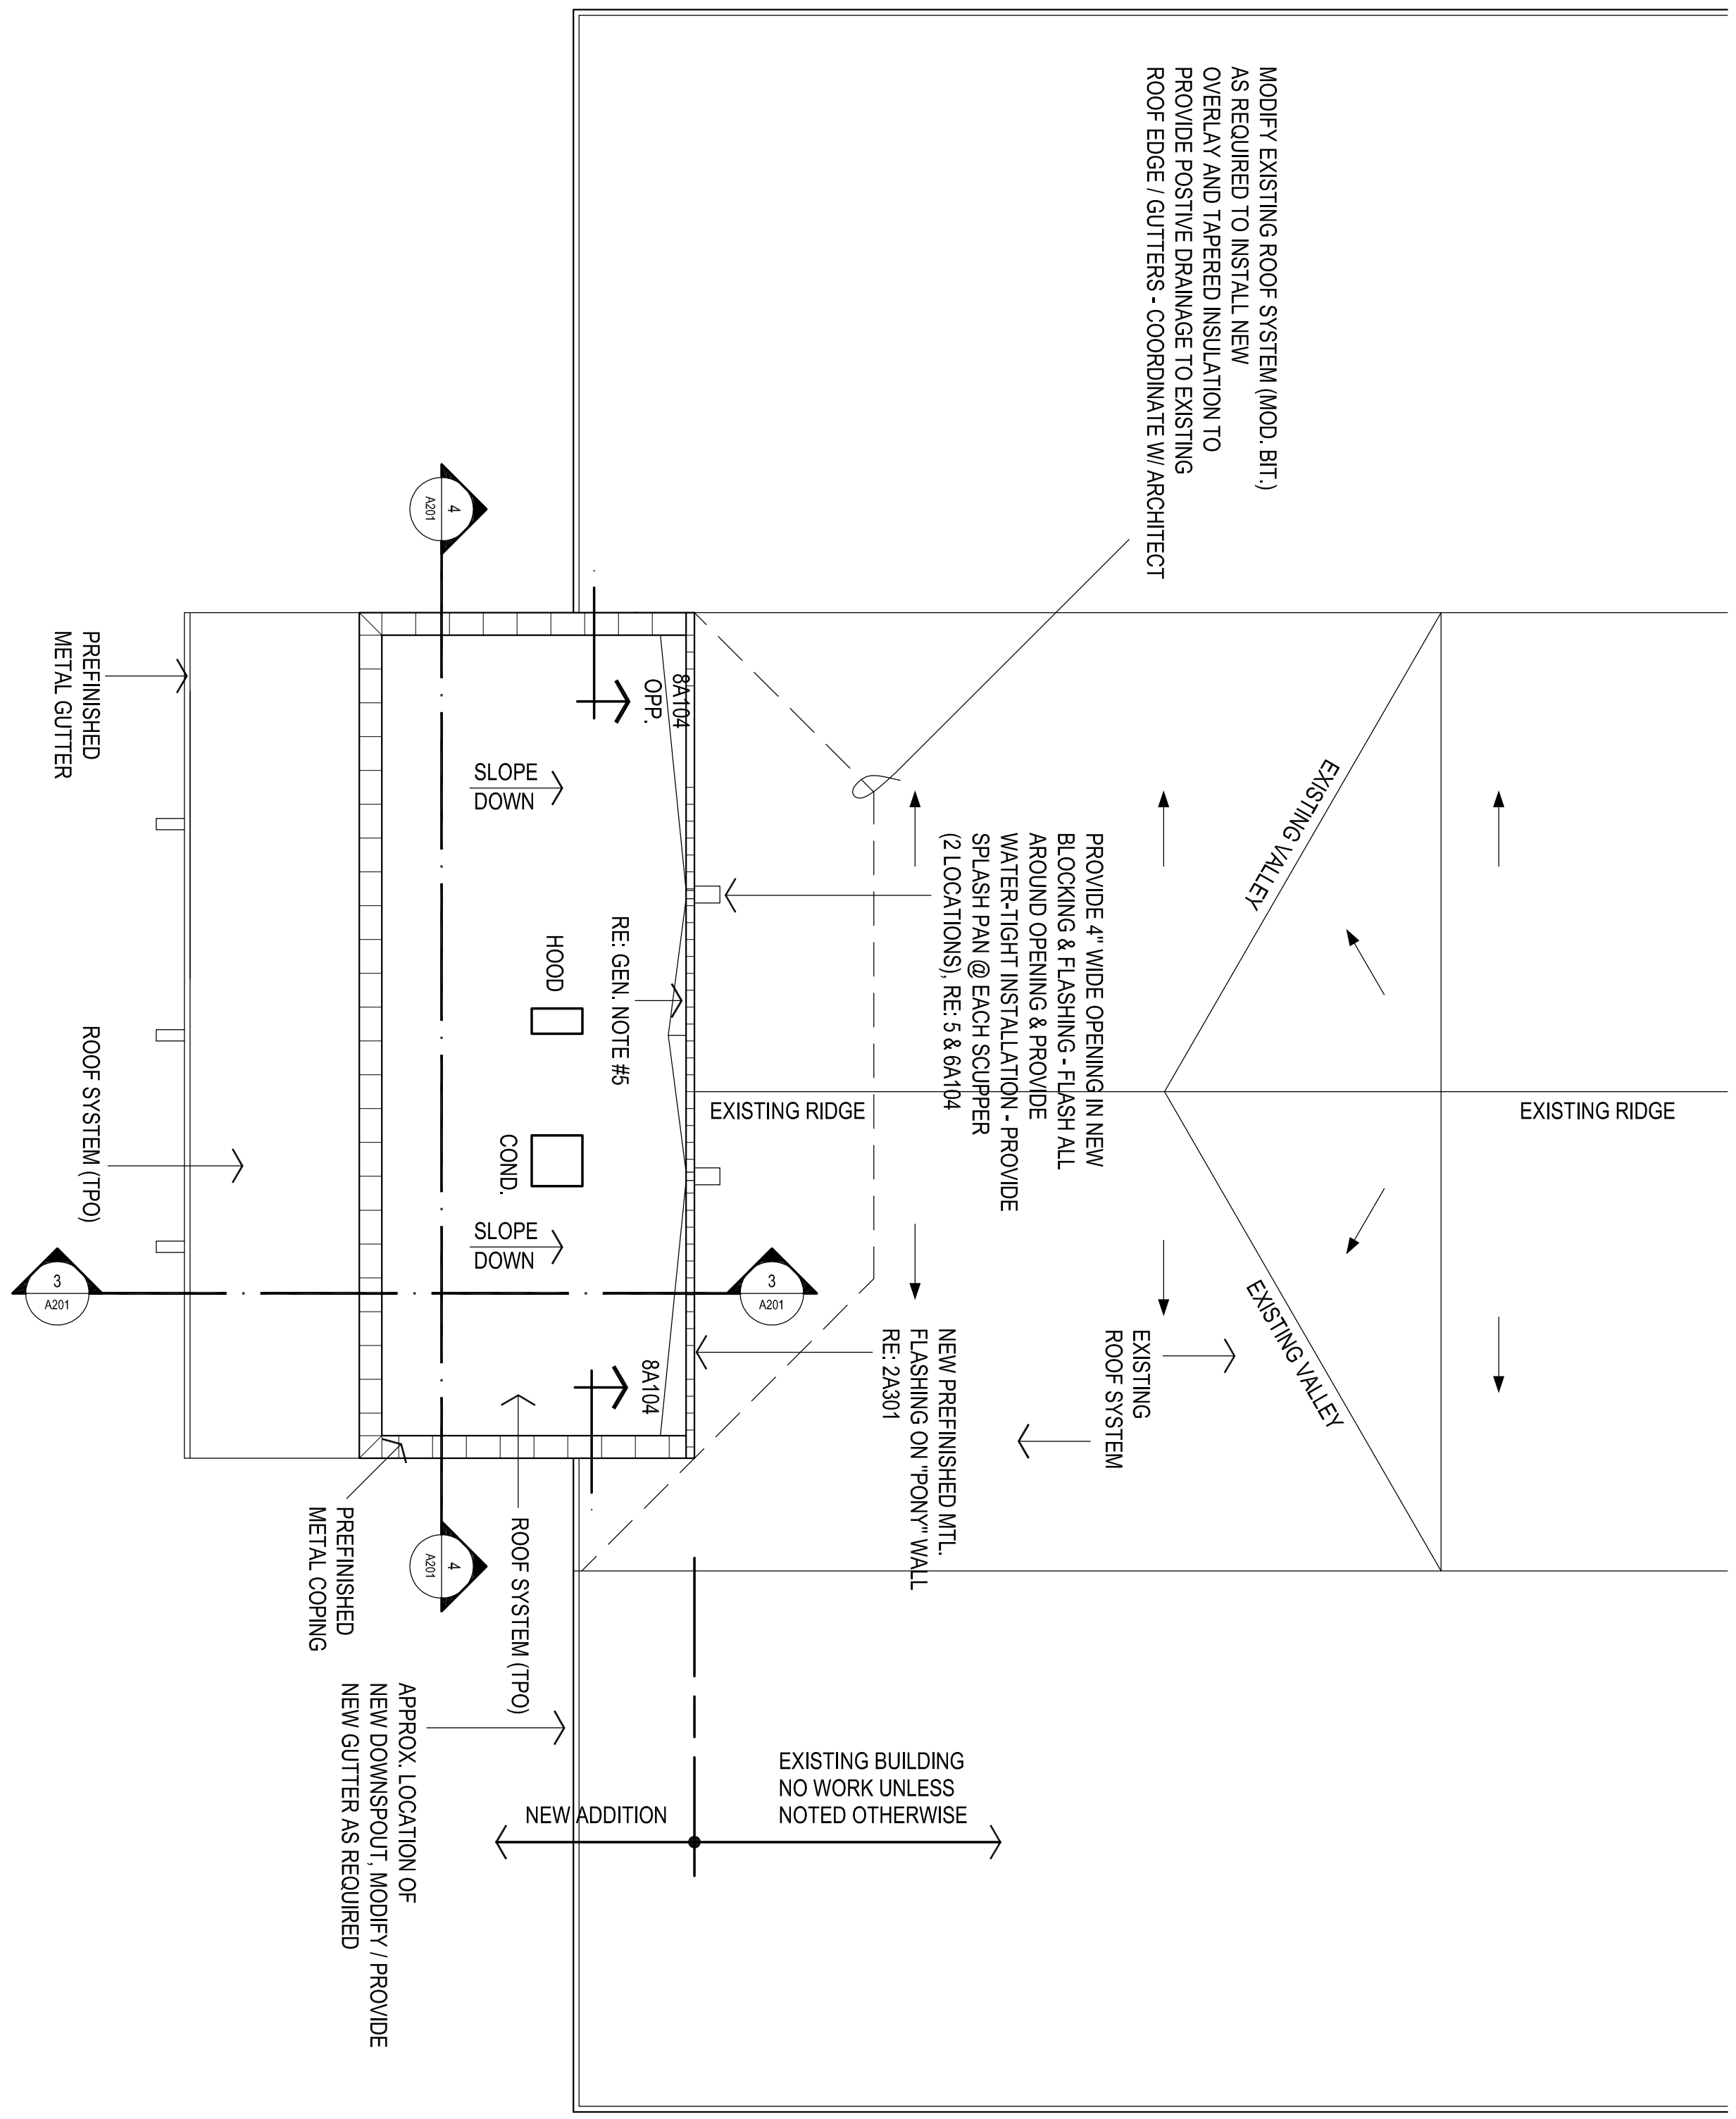 MODIFY EXISTING ROOF SYSTEM (MOD. BIT.)
AS REQUIRED TO INSTALL NEW
OVERLAY AND TAPERED INSULATION TO
PROVIDE POSTIVE DRAINAGE TO EXISTING
ROOF EDGE / GUTTERS - COORDINATE W/ ARCHITECT
EXISTING VALLEY
EXISTING RIDGE
EXISTING VALLEY
EXISTING RIDGE
PROVIDE 4" WIDE OPENING IN NEW
BLOCKING & FLASHING - FLASH ALL
AROUND OPENING & PROVIDE
WATER-TIGHT INSTALLATION - PROVIDE
SPLASH PAN @ EACH SCUPPER
(2 LOCATIONS), RE: 5 & 6A104
EXISTING
ROOF SYSTEM
NEW PREFINISHED MTL.
FLASHING ON "PONY" WALL
RE: 2A301
4
A201
8A104
OPP.
SLOPE
DOWN
RE: GEN. NOTE #5
HOOD
COND.
SLOPE
DOWN
8A104
3
A201
3
A201
4
A201
PREFINISHED
METAL GUTTER
ROOF SYSTEM (TPO)
ROOF SYSTEM (TPO)
PREFINISHED
METAL COPING
APPROX. LOCATION OF
NEW DOWNSPOUT, MODIFY / PROVIDE
NEW GUTTER AS REQUIRED
NEW ADDITION
EXISTING BUILDING
NO WORK UNLESS
NOTED OTHERWISE